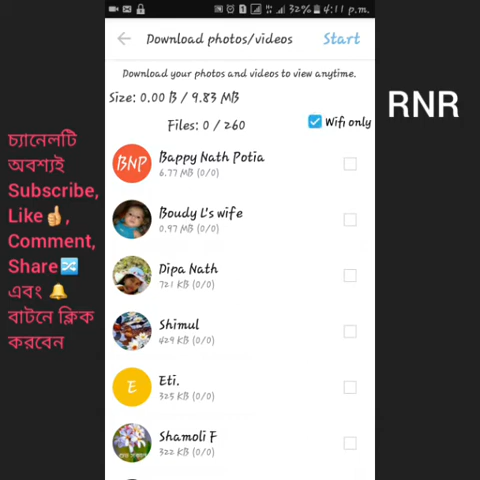 32% 4:11 p.m.
Download photos/videos
Start
Download your photos and videos to view anytime.
Size: 0.00 B / 9.83 MB
Files: 0 / 260
Wifi only
BNP
Bappy Nath Potia
6.77 MB (0/0)
Boudy L's wife
0.97 MB (0/0)
Dipa Nath
721 KB (0/0)
Shimul
429 KB (0/0)
E
Eti.
325 KB (0/0)
Shamoli F
322 KB (0/0)
চ্যানেলটি
অবশ্যই
Subscribe,
Like👍,
Comment,
Share🔀
এবং 🔔
বাটনে ক্লিক
করবেন
RNR